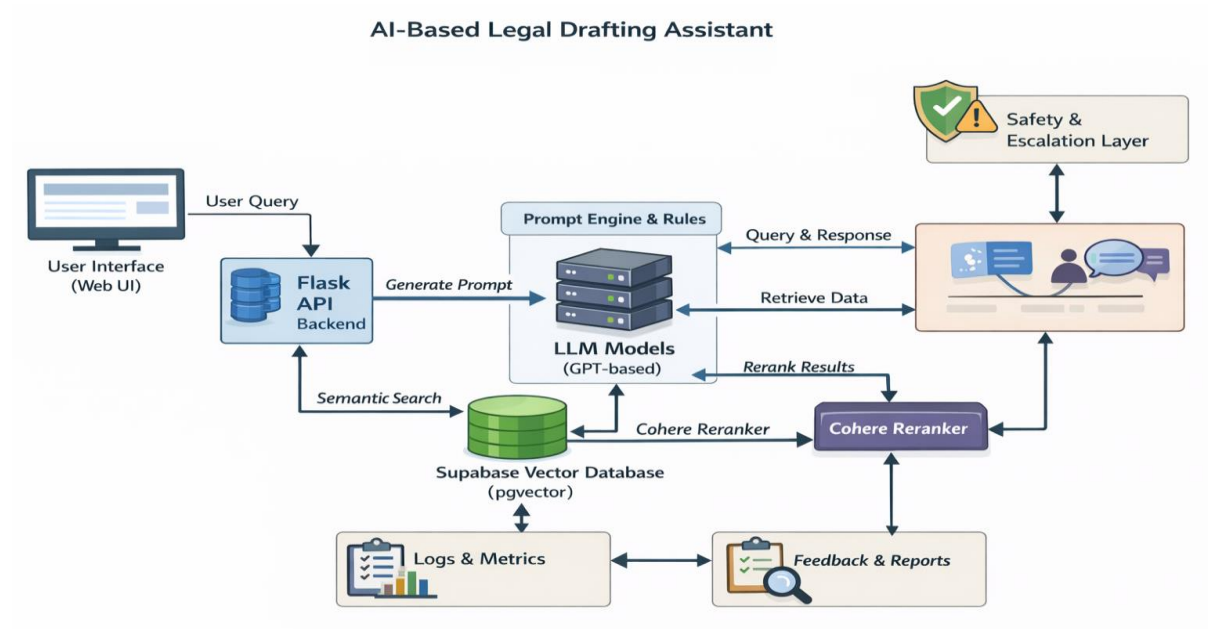 AI-Based Legal Drafting Assistant
Safety &
Escalation Layer
User Query
Prompt Engine & Rules
Query & Response
User Interface
(Web UI)
Flask
API
Backend
Generate Prompt
Retrieve Data
LLM Models
(GPT-based)
Rerank Results
Semantic Search
Cohere Reranker
Cohere Reranker
Supabase Vector Database
(pgvector)
Logs & Metrics
Feedback & Reports